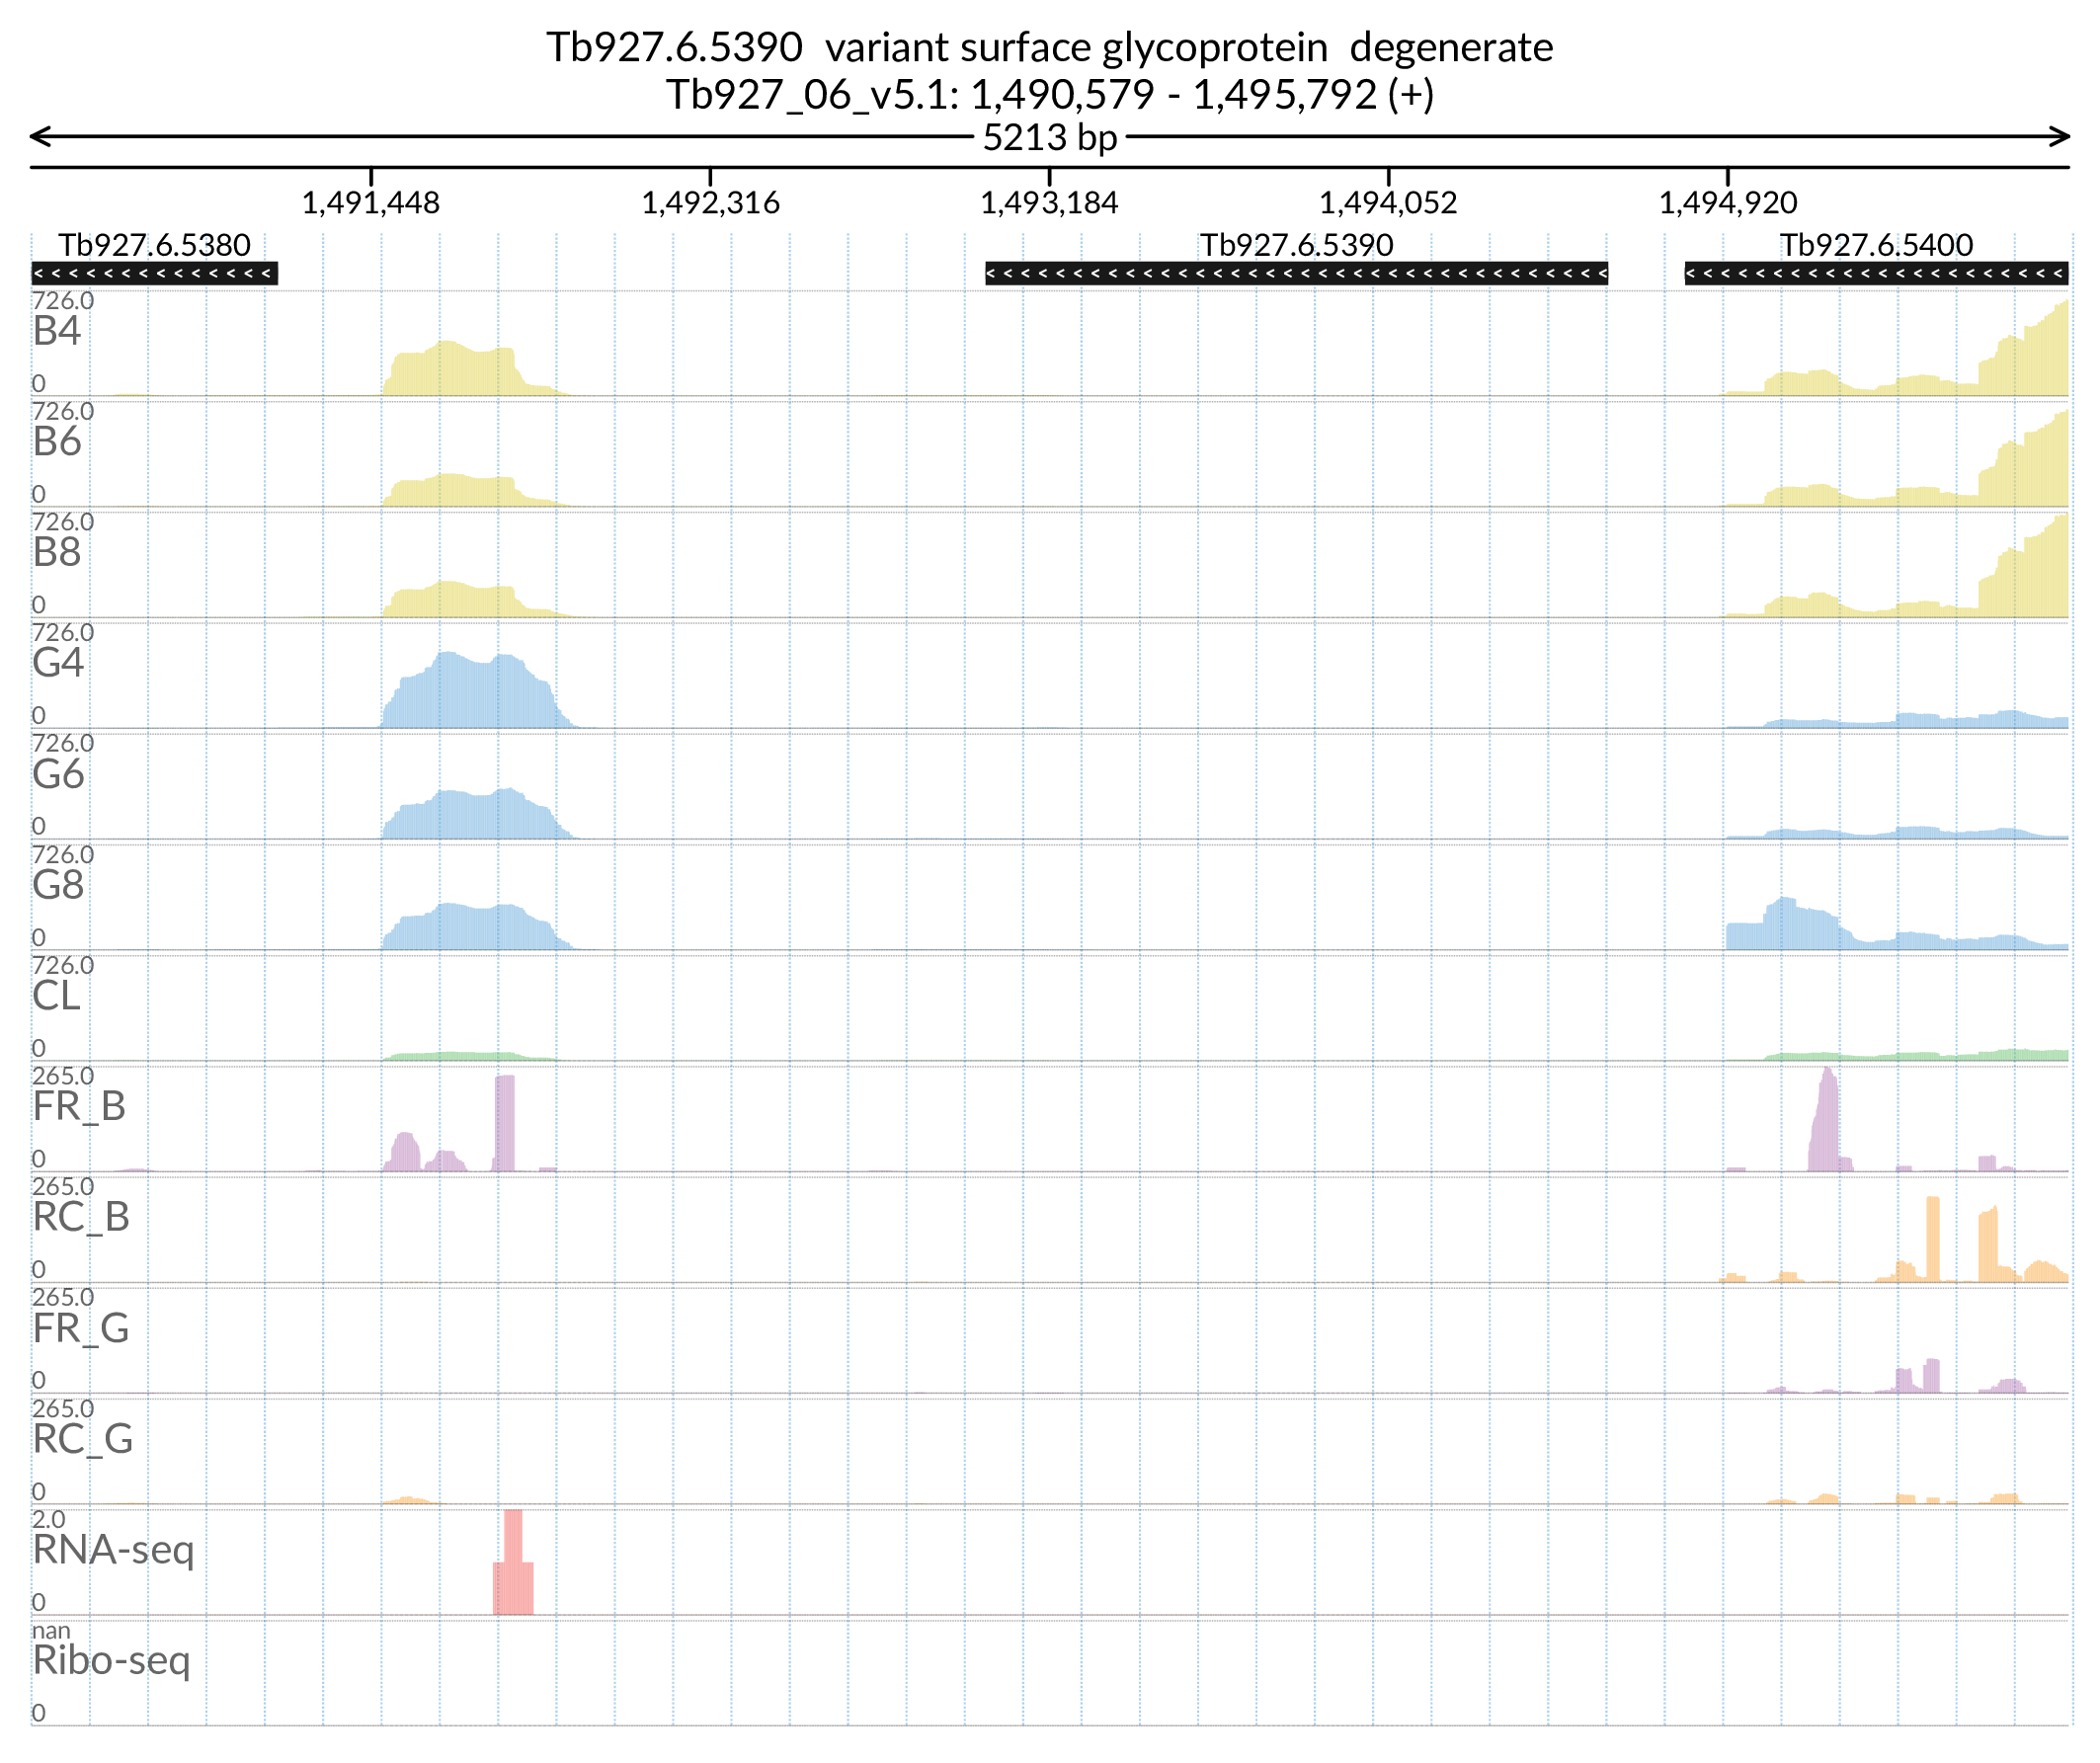 Tb927.6.5390  variant surface glycoprotein  degenerate
Tb927_06_v5.1: 1,490,579 - 1,495,792 (+)
5213 bp
1,491,448 1,492,316 1,493,184 1,494,052 1,494,920
Tb927.6.5380 Tb927.6.5390 Tb927.6.5400
726.0
B4
0
726.0
B6
0
726.0
B8
0
726.0
G4
0
726.0
G6
0
726.0
G8
0
726.0
CL
0
265.0
FR_B
0
265.0
RC_B
0
265.0
FR_G
0
265.0
RC_G
0
2.0
RNA-seq
0
nan
Ribo-seq
0